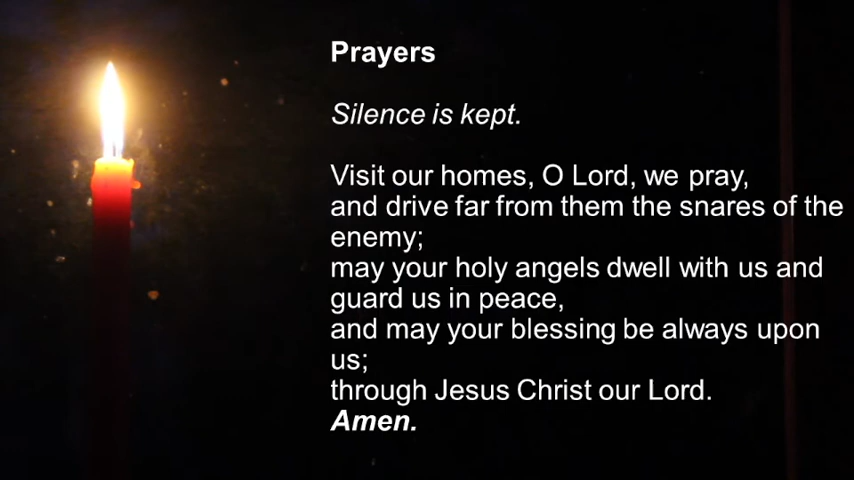 Prayers
Silence is kept.
Visit our homes, O Lord, we pray,
and drive far from them the snares of the
enemy;
may your holy angels dwell with us and
guard us in peace,
and may your blessing be always upon
us;
through Jesus Christ our Lord.
Amen.